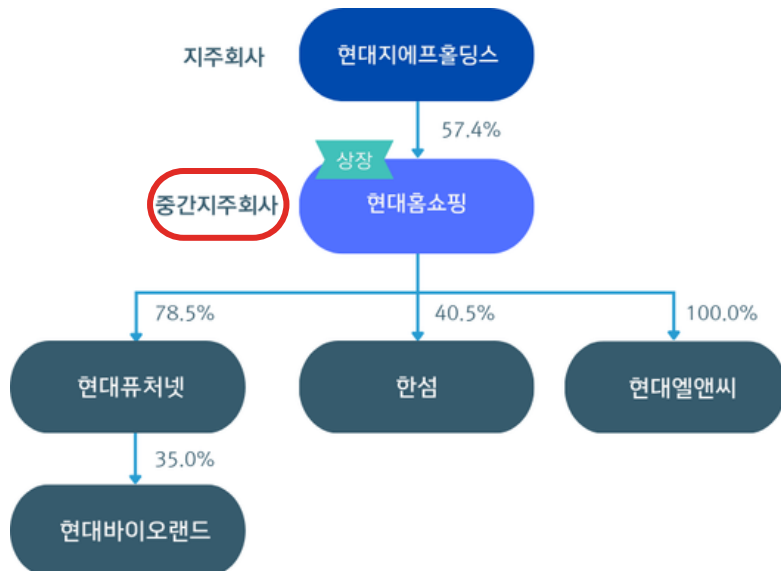 지주회사
현대지에프홀딩스
57.4%
상장
중간지주회사
현대홈쇼핑
78.5%
40.5%
100.0%
현대퓨처넷
한섬
현대엘앤씨
35.0%
현대바이오랜드